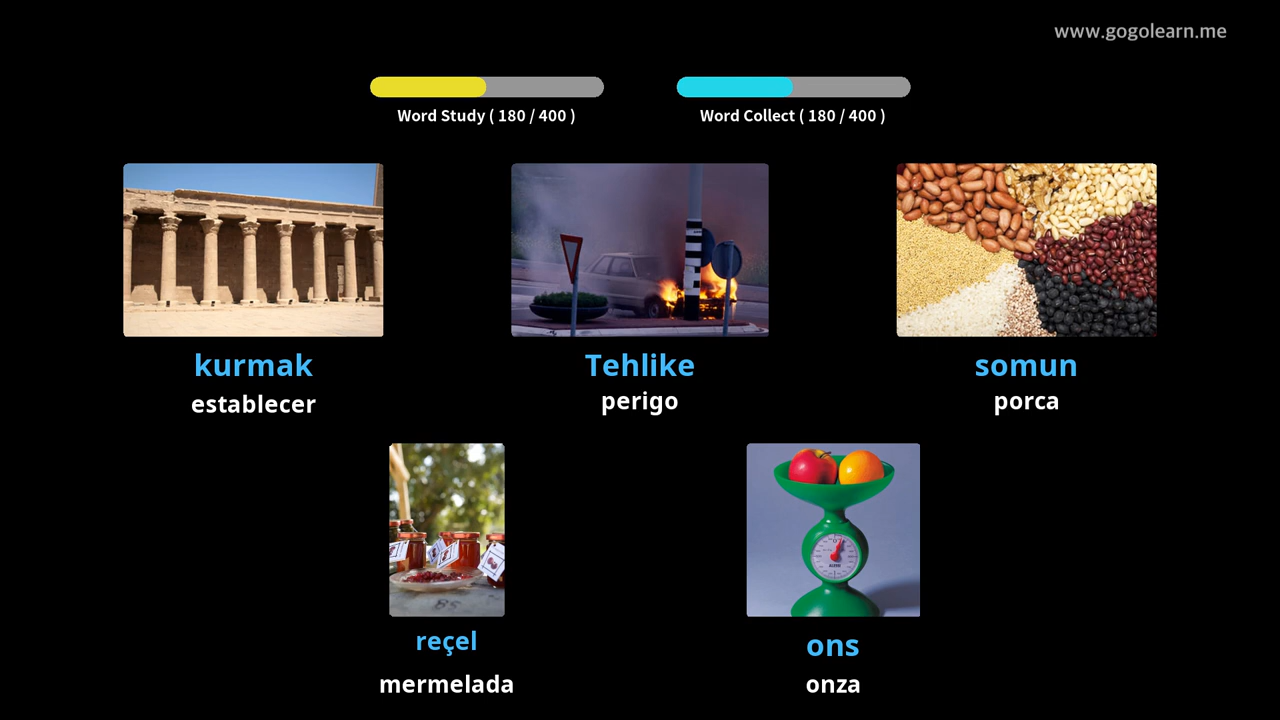 www.gogolearn.me
Word Study ( 180 / 400 )
Word Collect ( 180 / 400 )
kurmak
establecer
Tehlike
perigo
somun
porca
reçel
mermelada
ons
onza